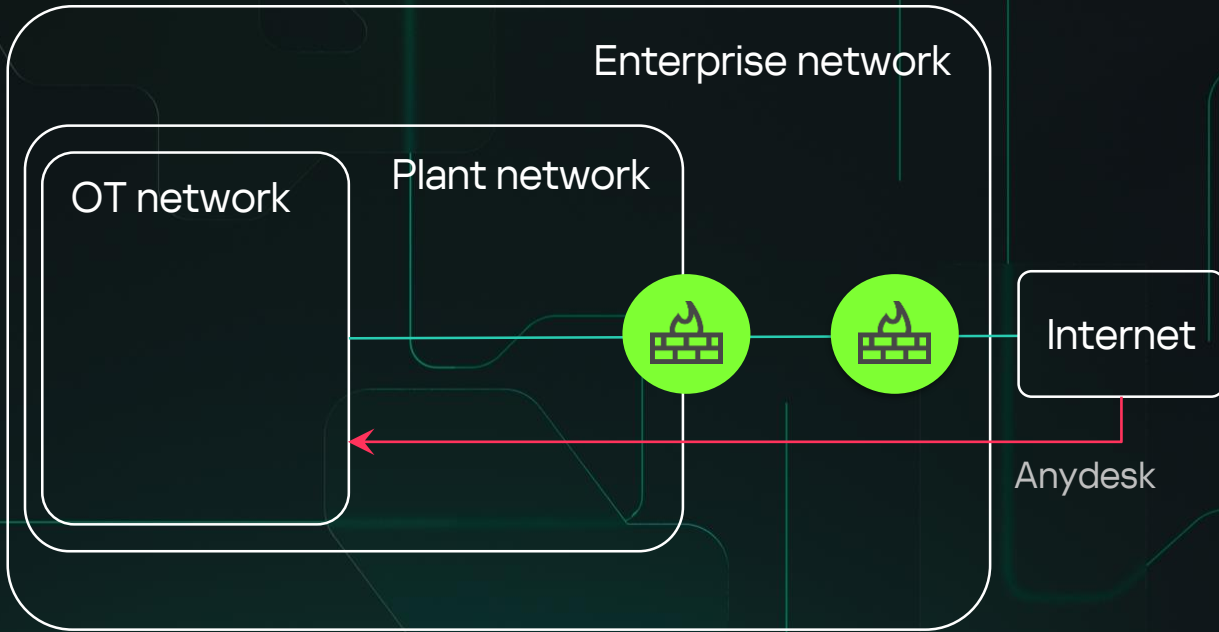 Enterprise network
Plant network
OT network
Internet
Anydesk